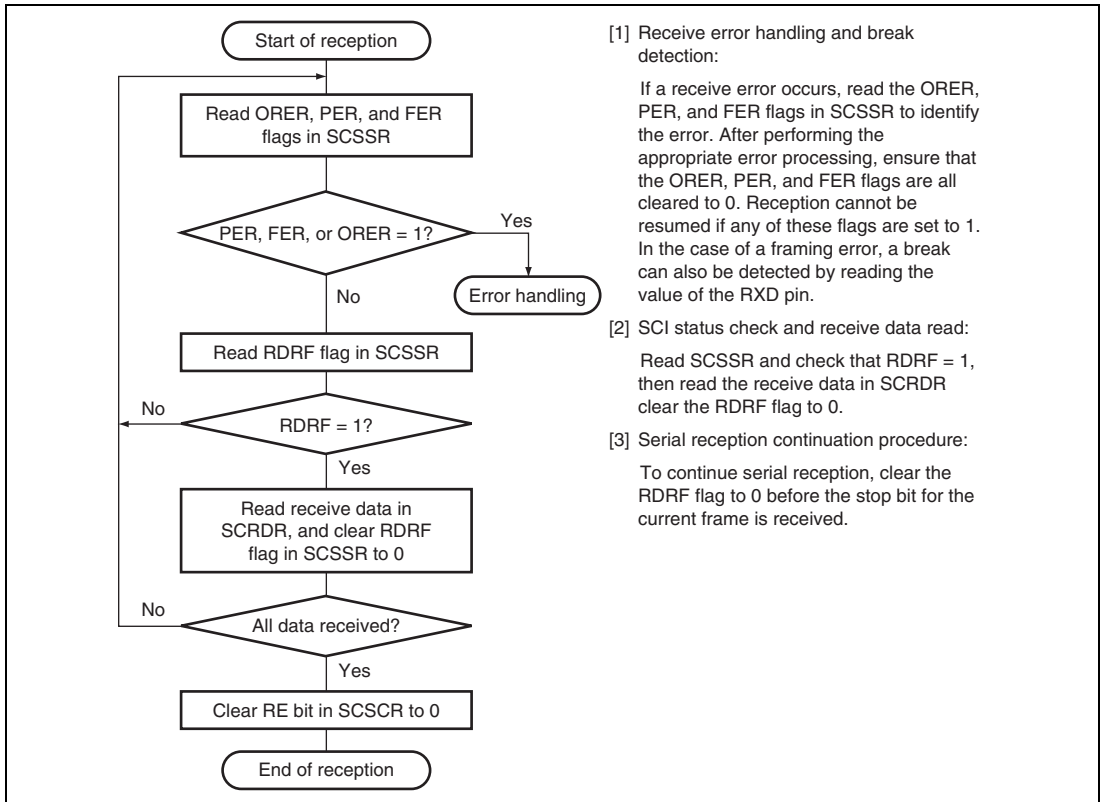 Start of reception
Read ORER, PER, and FER
flags in SCSSR
PER, FER, or ORER = 1?
Yes
Error handling
No
Read RDRF flag in SCSSR
No
RDRF = 1?
Yes
Read receive data in
SCRDR, and clear RDRF
flag in SCSSR to 0
No
All data received?
Yes
Clear RE bit in SCSCR to 0
End of reception
[1] Receive error handling and break
detection:
If a receive error occurs, read the ORER,
PER, and FER flags in SCSSR to identify
the error. After performing the
appropriate error processing, ensure that
the ORER, PER, and FER flags are all
cleared to 0. Reception cannot be
resumed if any of these flags are set to 1.
In the case of a framing error, a break
can also be detected by reading the
value of the RXD pin.
[2] SCI status check and receive data read:
Read SCSSR and check that RDRF = 1,
then read the receive data in SCRDR
clear the RDRF flag to 0.
[3] Serial reception continuation procedure:
To continue serial reception, clear the
RDRF flag to 0 before the stop bit for the
current frame is received.